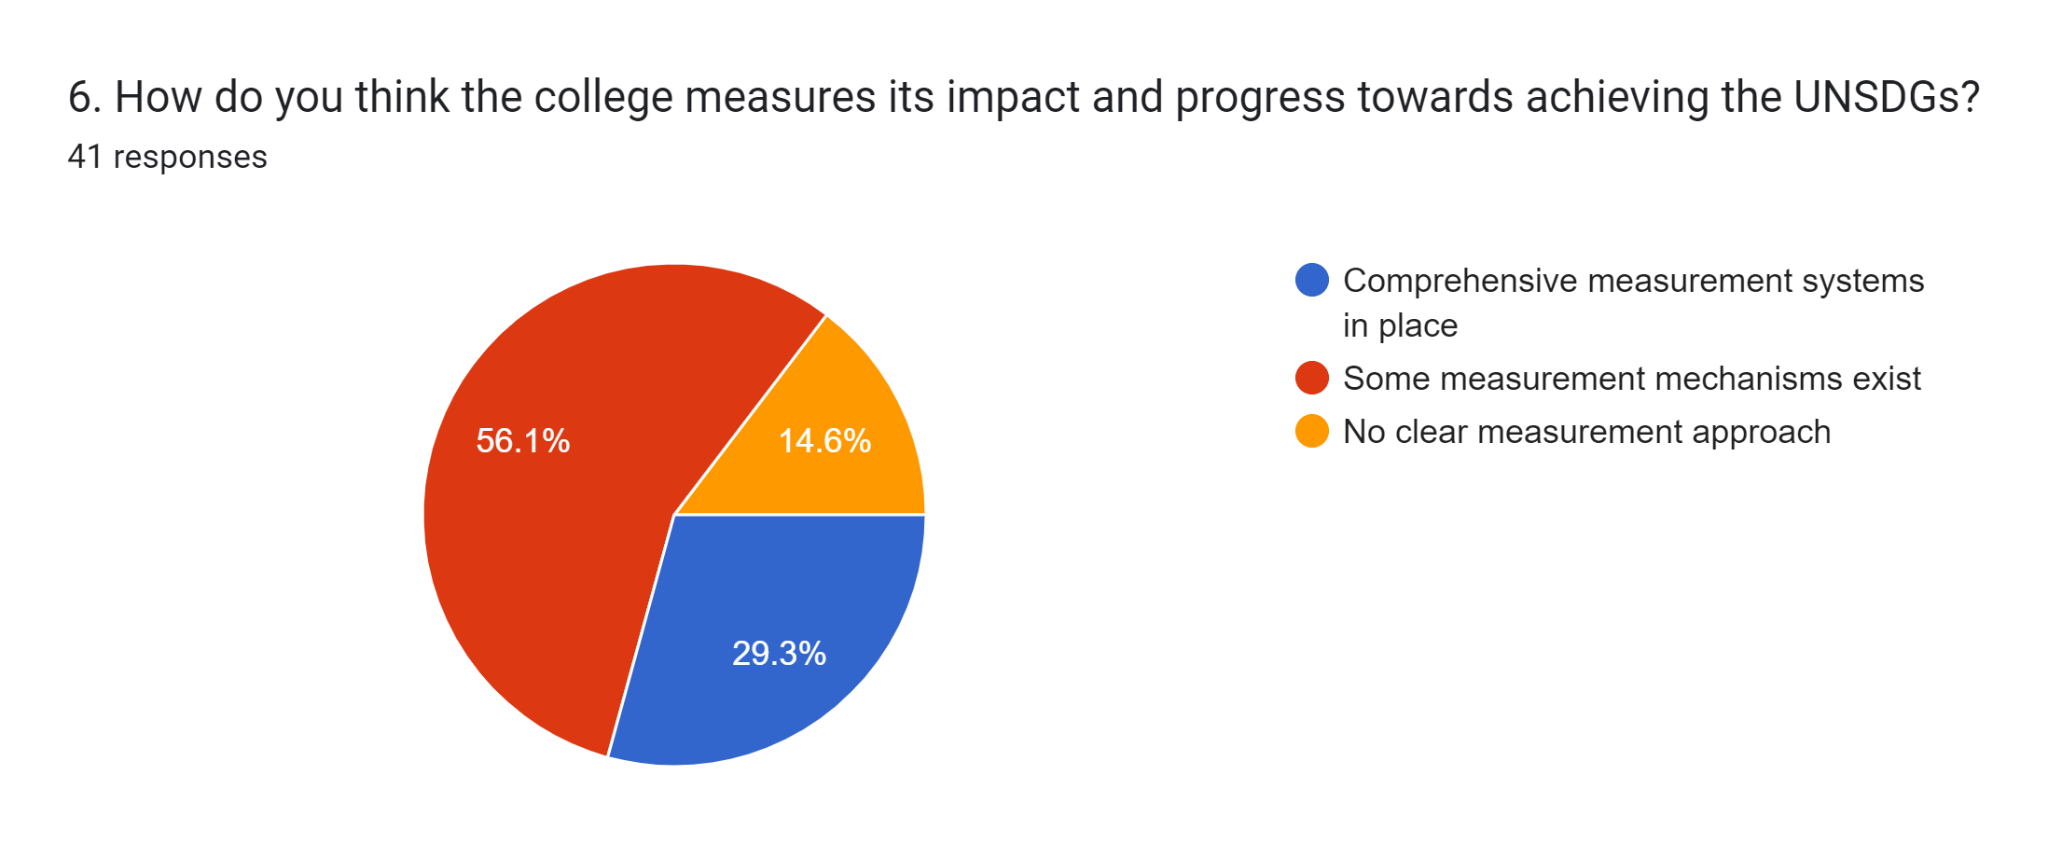 6. How do you think the college measures its impact and progress towards achieving the UNSDGs?
41 responses
56.1%
14.6%
29.3%
Comprehensive measurement systems
in place
Some measurement mechanisms exist
No clear measurement approach